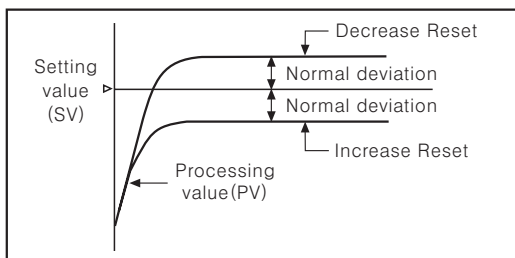 Decrease Reset
Setting
value
(SV)
Normal deviation
Normal deviation
Increase Reset
Processing
value(PV)